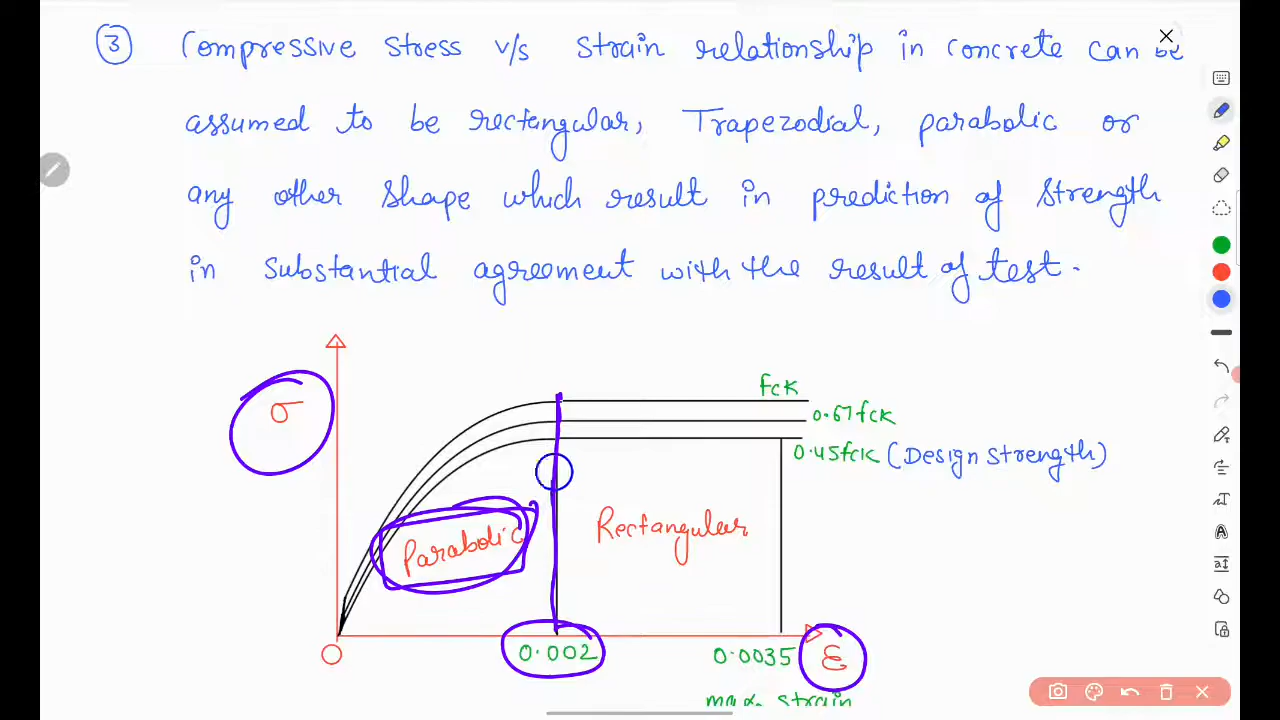 ③ Compressive stress v/s strain relationship in concrete can be
assumed to be rectangular, Trapezodial, parabolic or
any other shape which result in prediction of strength
in substantial agreement with the result of test.
σ
fck
0.67fck
0.45fck (Design strength)
Parabolic
Rectangular
O
0.002
0.0035
ε
max. strain